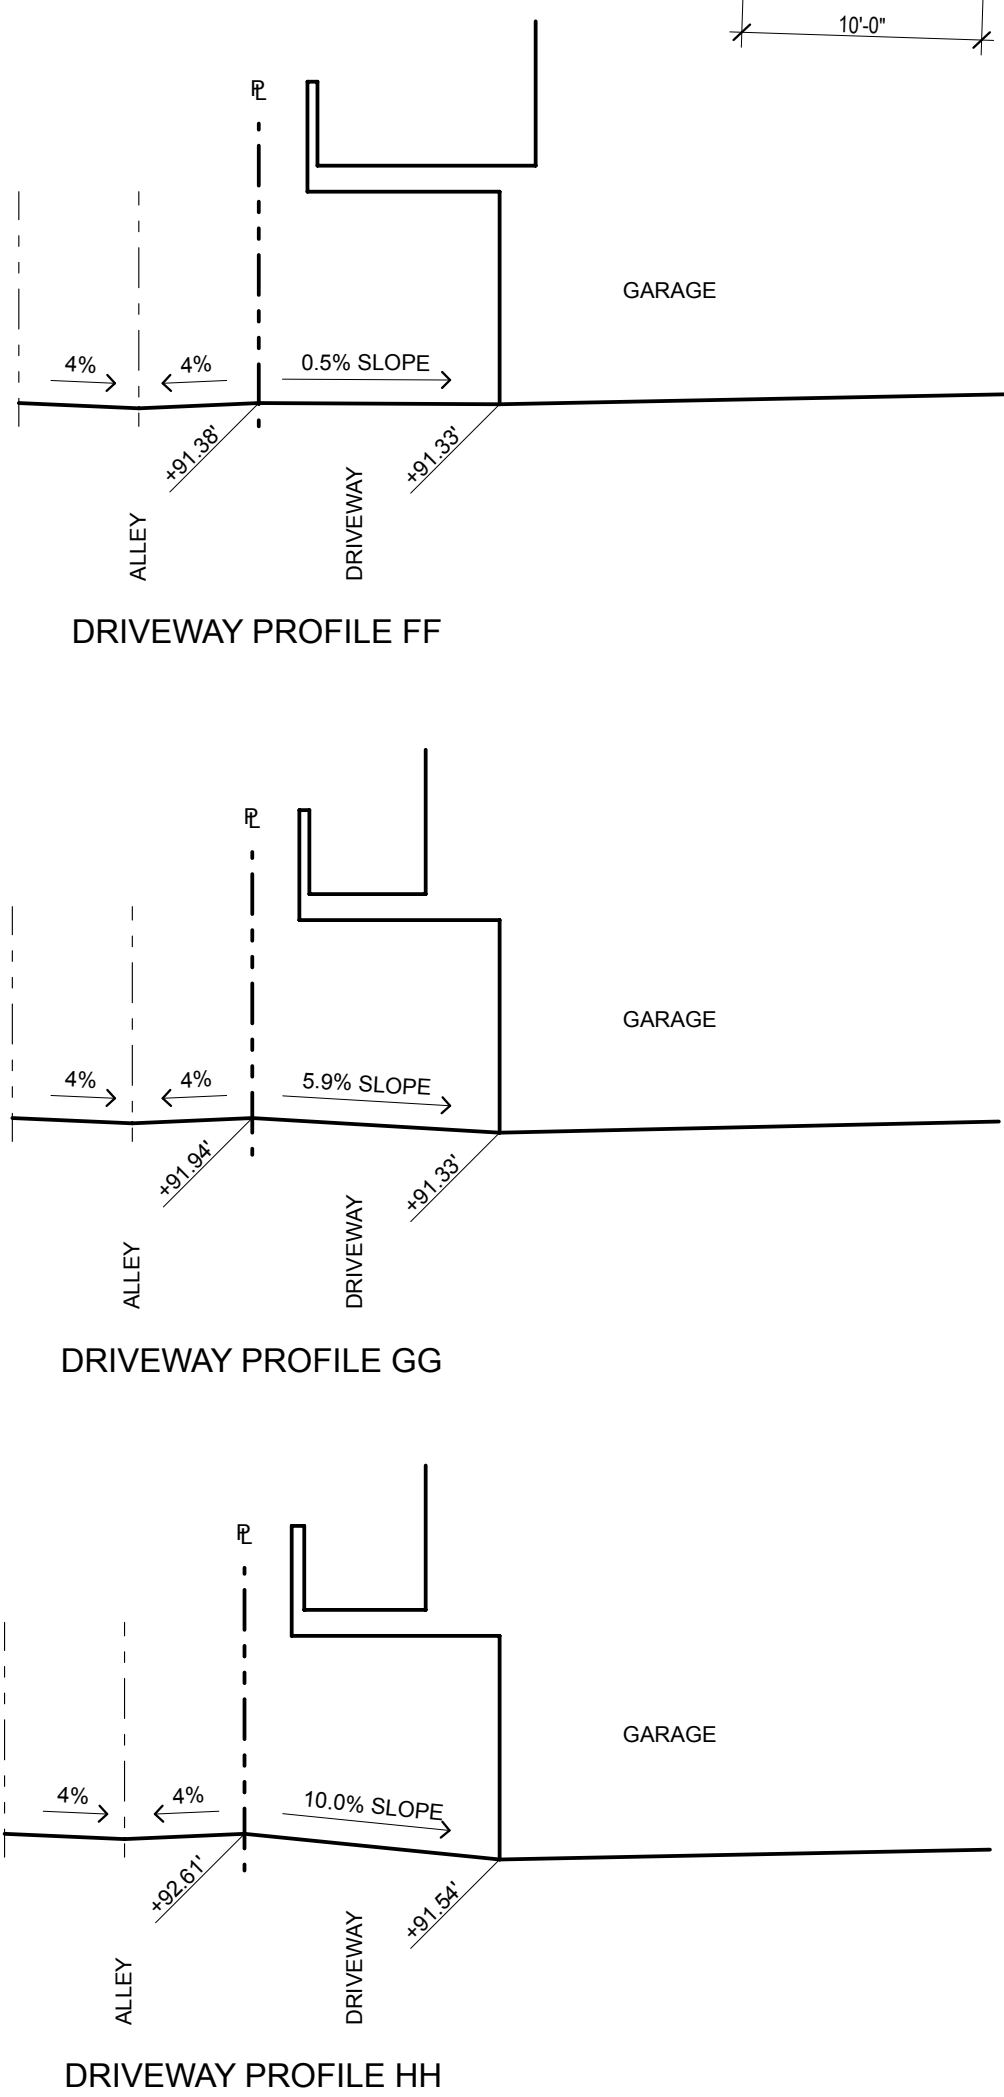 10'-0"
PL
4%
4%
0.5% SLOPE
GARAGE
+91.38'
+91.33'
ALLEY
DRIVEWAY
DRIVEWAY PROFILE FF
PL
4%
4%
5.9% SLOPE
GARAGE
+91.94'
+91.33'
ALLEY
DRIVEWAY
DRIVEWAY PROFILE GG
PL
4%
4%
10.0% SLOPE
GARAGE
+92.61'
+91.54'
ALLEY
DRIVEWAY
DRIVEWAY PROFILE HH